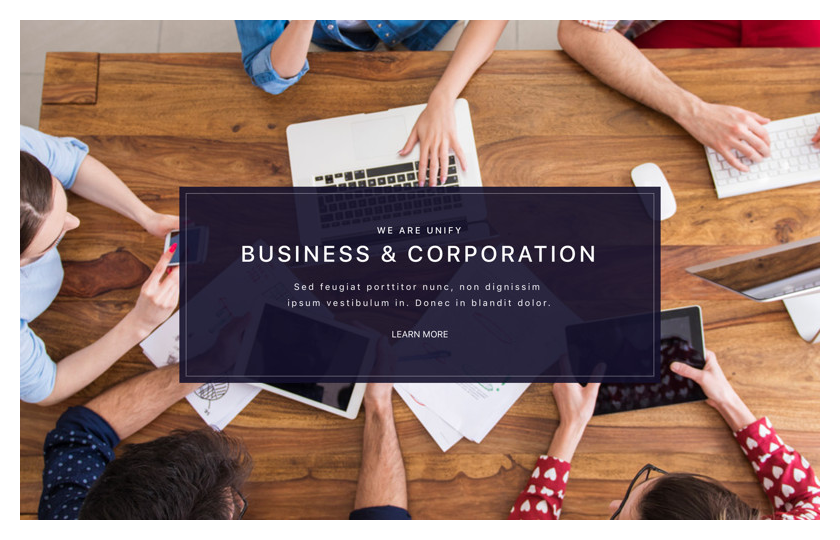 WE ARE UNIFY
BUSINESS & CORPORATION
Sed feugiat porttitor nunc, non dignissim
ipsum vestibulum in. Donec in blandit dolor.
LEARN MORE